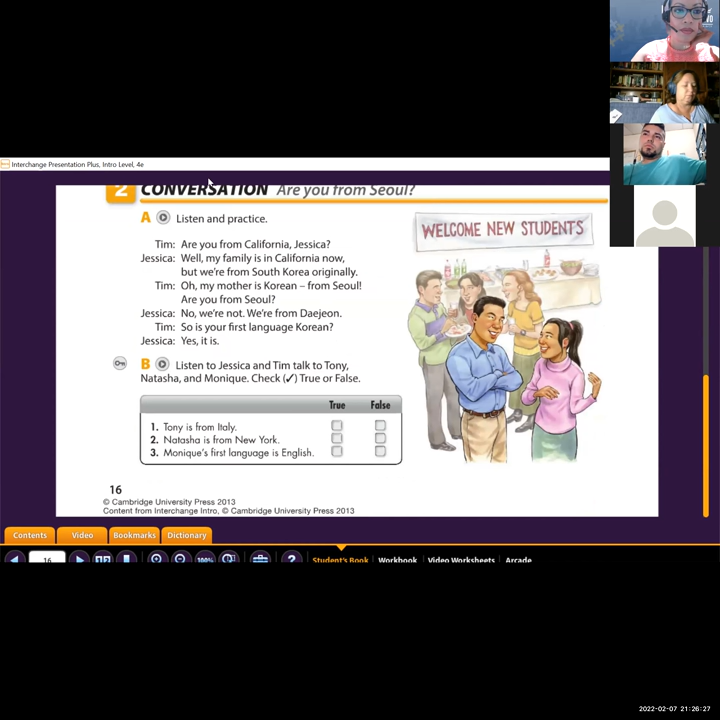 Interchange Presentation Plus, Intro Level, 4e
2 CONVERSATION Are you from Seoul?
A Listen and practice.
Tim: Are you from California, Jessica?
Jessica: Well, my family is in California now,
but we're from South Korea originally.
Tim: Oh, my mother is Korean – from Seoul!
Are you from Seoul?
Jessica: No, we're not. We're from Daejeon.
Tim: So is your first language Korean?
Jessica: Yes, it is.
WELCOME NEW STUDENTS
B Listen to Jessica and Tim talk to Tony,
Natasha, and Monique. Check (✓) True or False.
True False
1. Tony is from Italy.
2. Natasha is from New York.
3. Monique's first language is English.
16
© Cambridge University Press 2013
Content from Interchange Intro, © Cambridge University Press 2013
Contents Video Bookmarks Dictionary
16 100% ? Student's Book Workbook Video Worksheets Arcade
2022-02-07 21:26:27